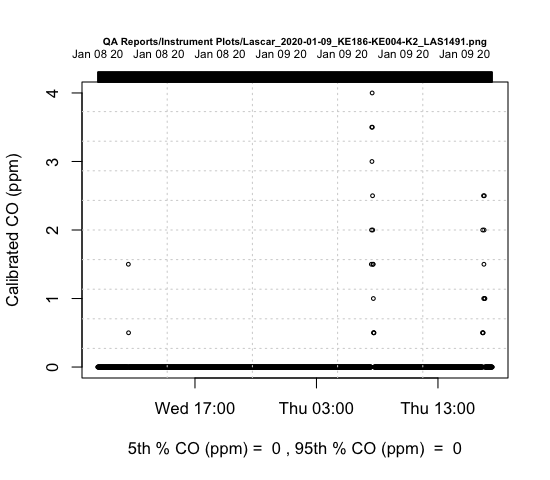 QA Reports/Instrument Plots/Lascar_2020-01-09_KE186-KE004-K2_LAS1491.png
Jan 08 20 Jan 08 20 Jan 08 20 Jan 09 20 Jan 09 20 Jan 09 20 Jan 09 20
Calibrated CO (ppm)
4
3
2
1
0
Wed 17:00 Thu 03:00 Thu 13:00
5th % CO (ppm) = 0 , 95th % CO (ppm) = 0